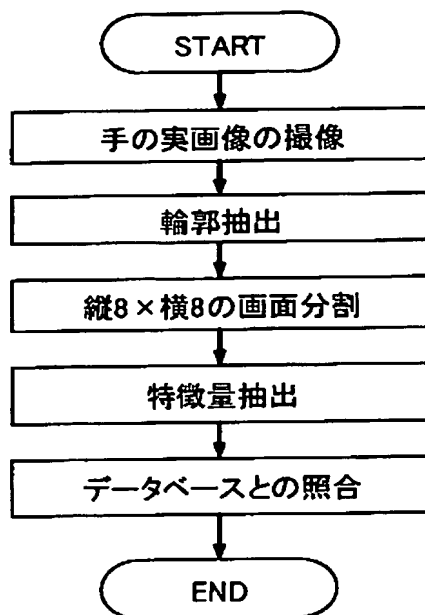 START
手の実画像の撮像
輪郭抽出
縦8×横8の画面分割
特徴量抽出
データベースとの照合
END